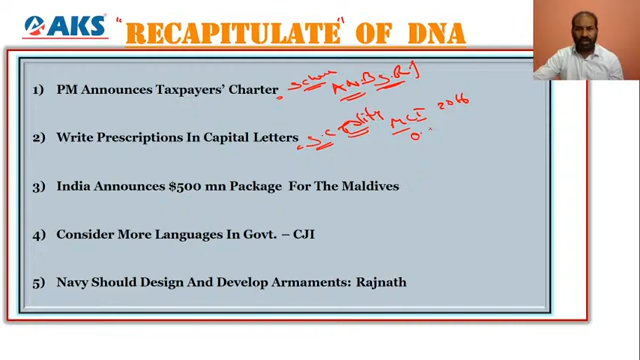 AKS
"RECAPITULATE" OF DNA
1) PM Announces Taxpayers' Charter
2) Write Prescriptions In Capital Letters
S.C Polity MCI 2016
3) India Announces $500 mn Package For The Maldives
4) Consider More Languages In Govt. – CJI
5) Navy Should Design And Develop Armaments: Rajnath